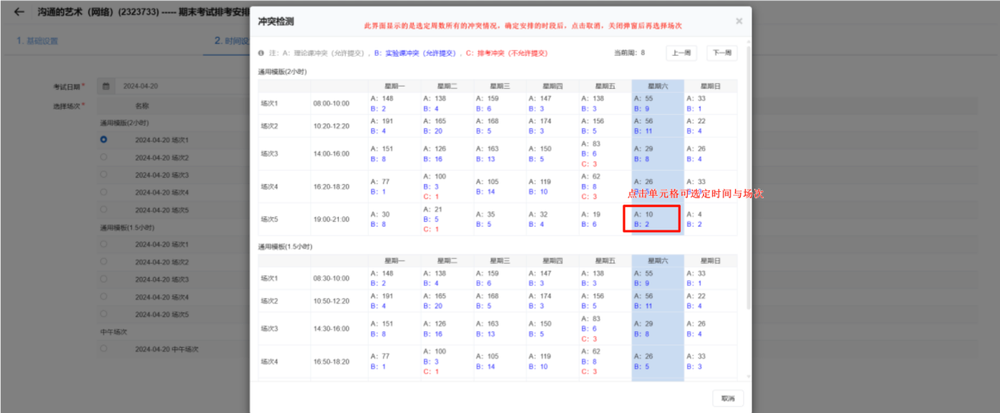 沟通的艺术（网络）(2323733) ----- 期末考试排考安排
1. 基础设置
2. 时间设
考试日期*
2024-04-20
选择场次*
名称
通用模版(2小时)
2024-04-20 场次1
2024-04-20 场次2
2024-04-20 场次3
2024-04-20 场次4
2024-04-20 场次5
通用模板(1.5小时)
2024-04-20 场次1
2024-04-20 场次2
2024-04-20 场次3
2024-04-20 场次4
2024-04-20 场次5
中午场次
2024-04-20 中午场次
冲突检测
此界面显示的是选定周数所有的冲突情况，确定安排的时段后，点击取消，关闭弹窗后再选择场次
注：A：理论课冲突（允许提交），B：实验课冲突（允许提交），C：排考冲突（不允许提交）
当前周：8
上一周
下一周
通用模版(2小时)
星期一 星期二 星期三 星期四 星期五 星期六 星期日
场次1 08:00-10:00
A：148 A：138 A：159 A：147 A：138 A：55 A：33
B：2 B：4 B：6 B：3 B：3 B：9 B：1
场次2 10:20-12:20
A：191 A：165 A：168 A：174 A：156 A：56 A：22
B：4 B：20 B：5 B：3 B：5 B：11 B：4
场次3 14:00-16:00
A：151 A：126 A：163 A：150 A：83 A：29 A：26
B：8 B：16 B：13 B：5 B：6 B：8 B：4
C：3
场次4 16:20-18:20
A：77 A：100 A：105 A：119 A：62 A：26 A：33
B：1 B：3 B：14 B：10 B：8
C：1 C：3
点击单元格可选定时间与场次
场次5 19:00-21:00
A：30 A：21 A：35 A：32 A：19 A：10 A：4
B：8 B：5 B：5 B：4 B：6 B：2 B：2
C：1
通用模板(1.5小时)
星期一 星期二 星期三 星期四 星期五 星期六 星期日
场次1 08:30-10:00
A：148 A：138 A：159 A：147 A：138 A：55 A：33
B：2 B：4 B：6 B：3 B：3 B：9 B：1
场次2 10:50-12:20
A：191 A：165 A：168 A：174 A：156 A：56 A：22
B：4 B：20 B：5 B：3 B：5 B：11 B：4
场次3 14:30-16:00
A：151 A：126 A：163 A：150 A：83 A：29 A：26
B：8 B：16 B：13 B：5 B：6 B：8 B：4
C：3
场次4 16:50-18:20
A：77 A：100 A：105 A：119 A：62 A：26 A：33
B：1 B：3 B：14 B：10 B：8 B：5 B：3
C：1 C：3
取消